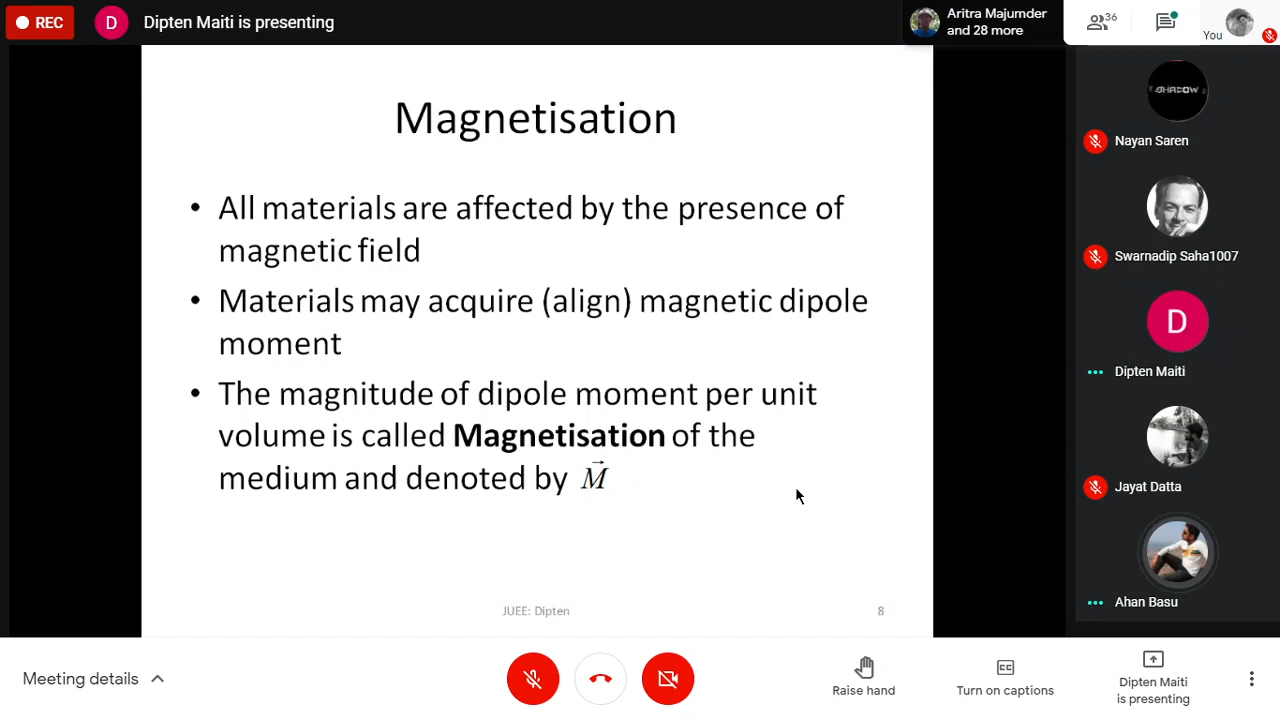 REC
D
Dipten Maiti is presenting
Aritra Majumder
and 28 more
36
You
Magnetisation
• All materials are affected by the presence of
magnetic field
• Materials may acquire (align) magnetic dipole
moment
• The magnitude of dipole moment per unit
volume is called Magnetisation of the
medium and denoted by M⃗
JUEE: Dipten
8
SHADOW
Nayan Saren
Swarnadip Saha1007
D
Dipten Maiti
Jayat Datta
Ahan Basu
Meeting details
Raise hand
CC
Turn on captions
Dipten Maiti
is presenting